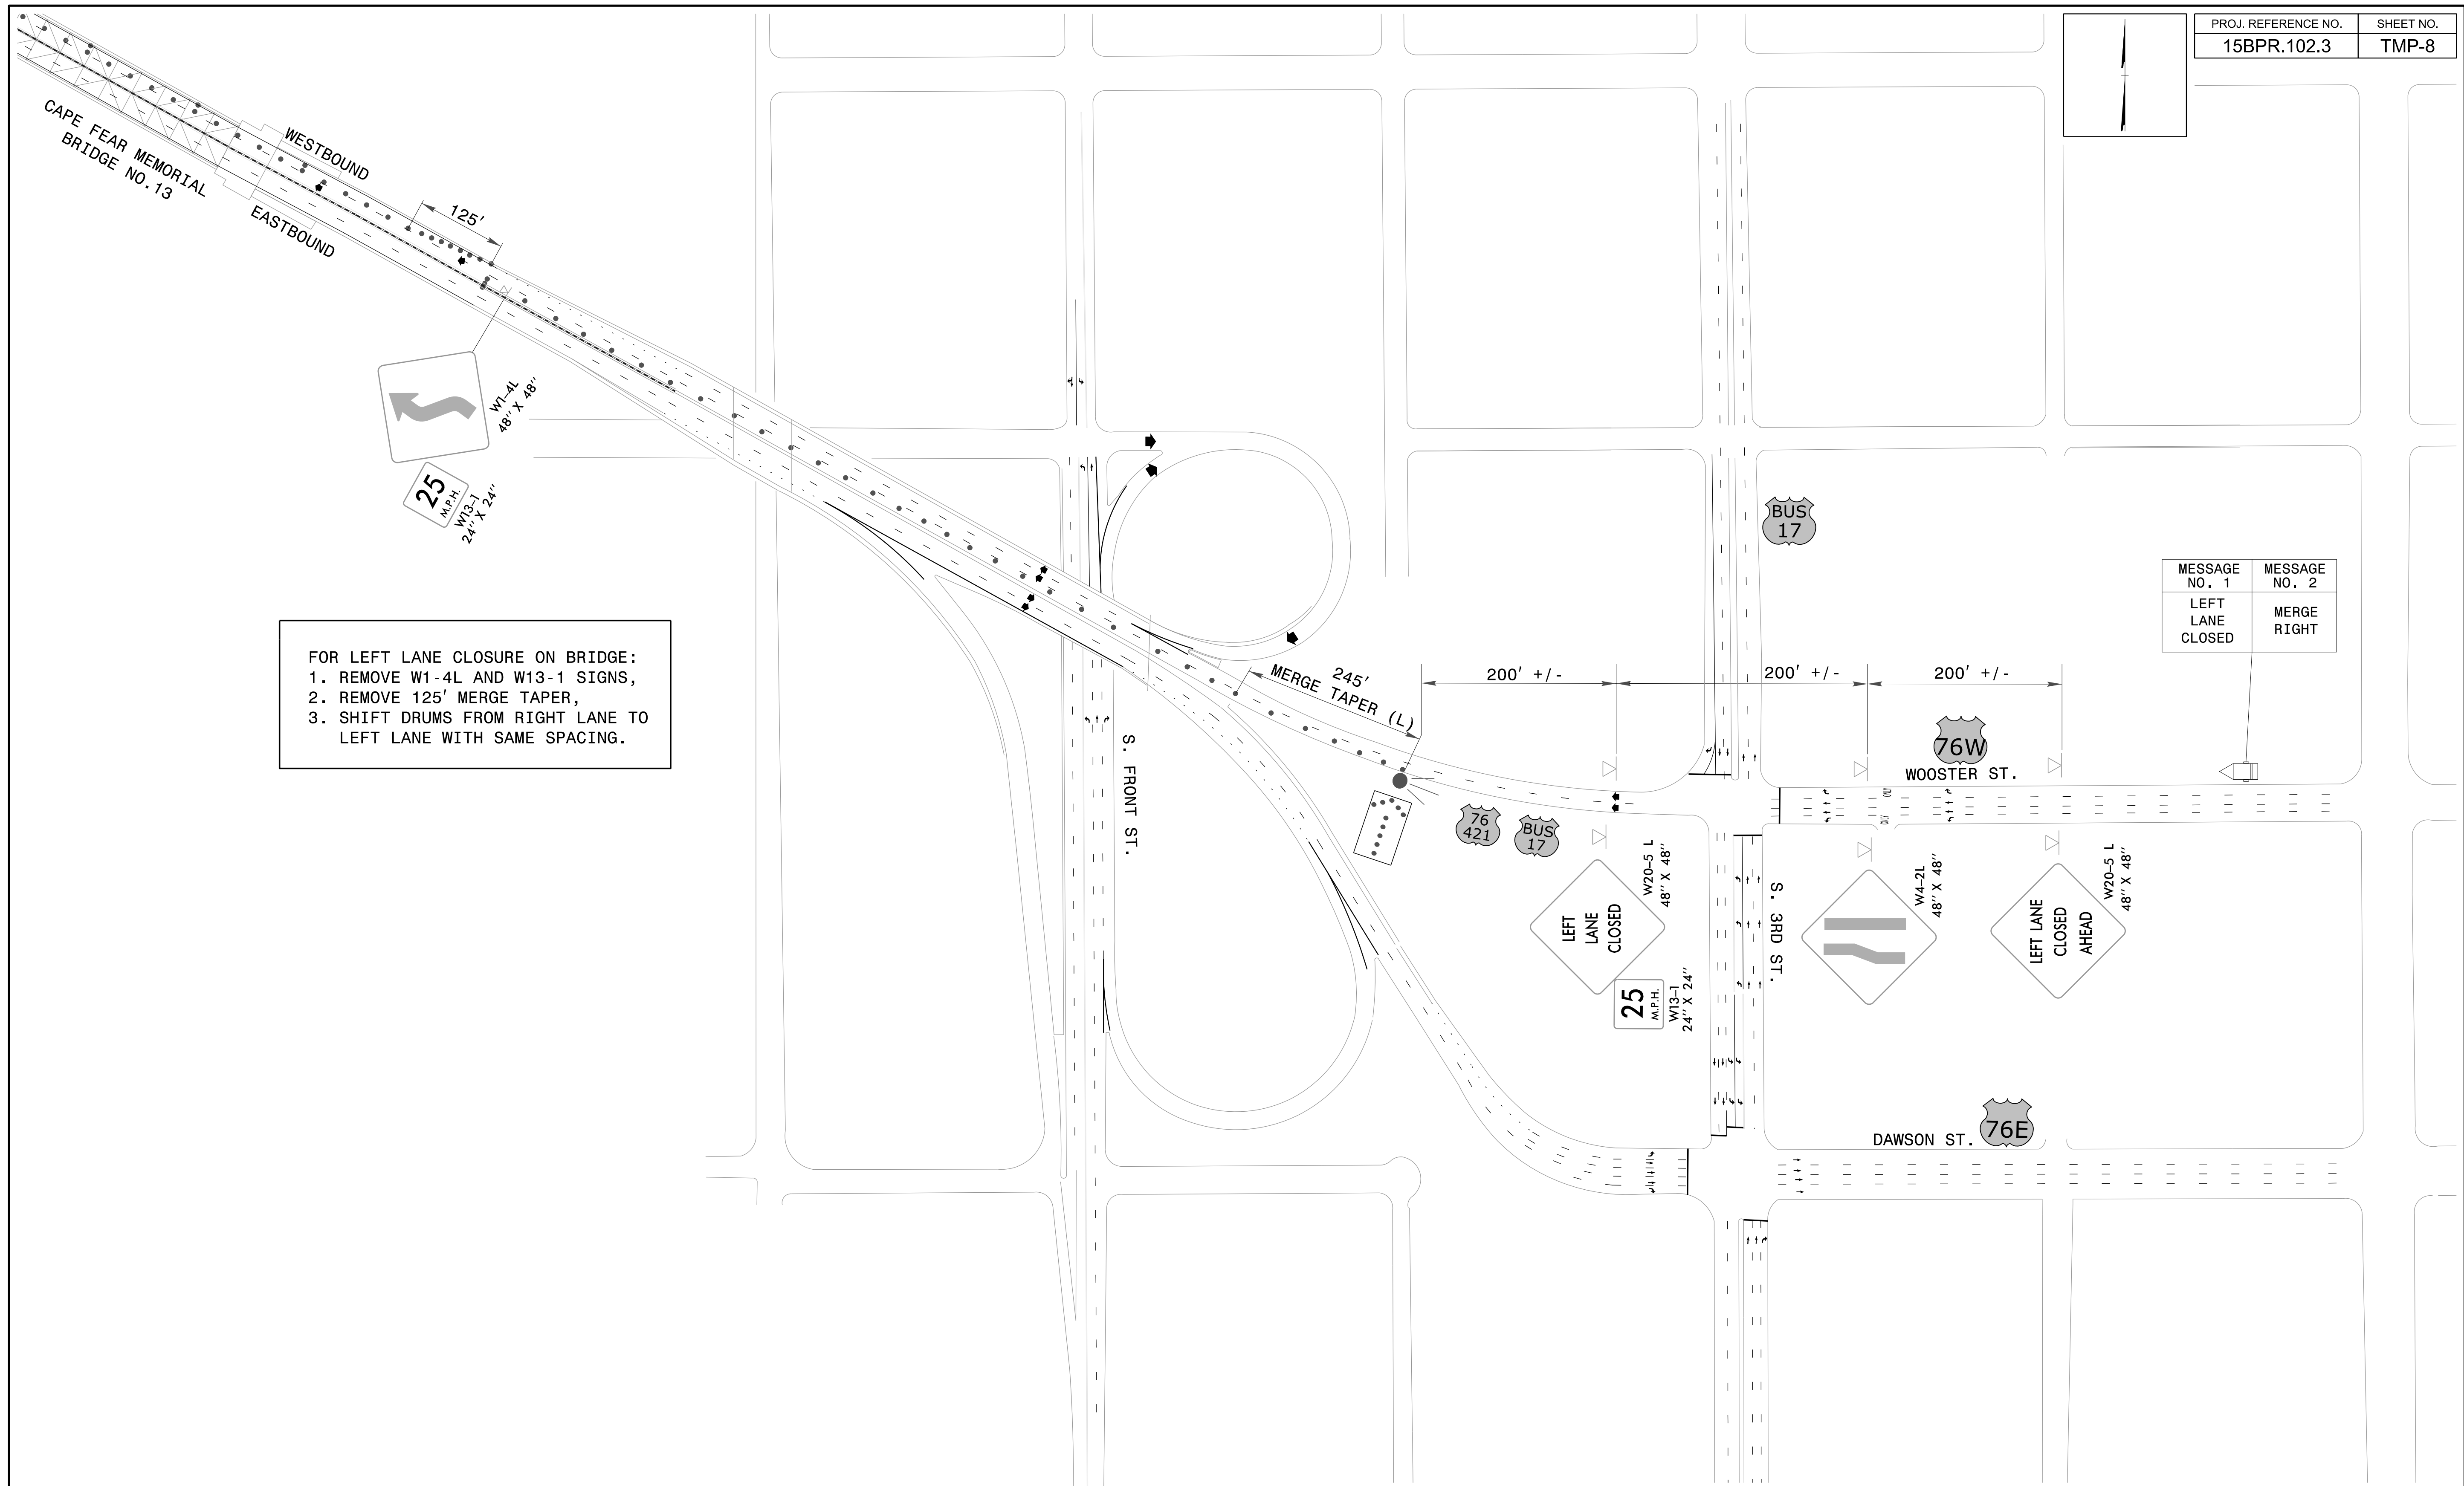 PROJ. REFERENCE NO.
SHEET NO.
15BPR.102.3
TMP-8
CAPE FEAR MEMORIAL
BRIDGE NO.13
WESTBOUND
EASTBOUND
125'
W1-4L
48'' X 48''
25
M.P.H.
W13-1
24'' X 24''
FOR LEFT LANE CLOSURE ON BRIDGE:
1. REMOVE W1-4L AND W13-1 SIGNS,
2. REMOVE 125' MERGE TAPER,
3. SHIFT DRUMS FROM RIGHT LANE TO
LEFT LANE WITH SAME SPACING.
BUS
17
MESSAGE
NO. 1
MESSAGE
NO. 2
LEFT
LANE
CLOSED
MERGE
RIGHT
245'
MERGE TAPER (L)
200' +/-
200' +/-
200' +/-
76W
WOOSTER ST.
ONLY
ONLY
S. FRONT ST.
76
421
BUS
17
LEFT
LANE
CLOSED
W20-5 L
48'' X 48''
25
M.P.H.
W13-1
24'' X 24''
S. 3RD ST.
W4-2L
48'' X 48''
LEFT LANE
CLOSED
AHEAD
W20-5 L
48'' X 48''
DAWSON ST.
76E